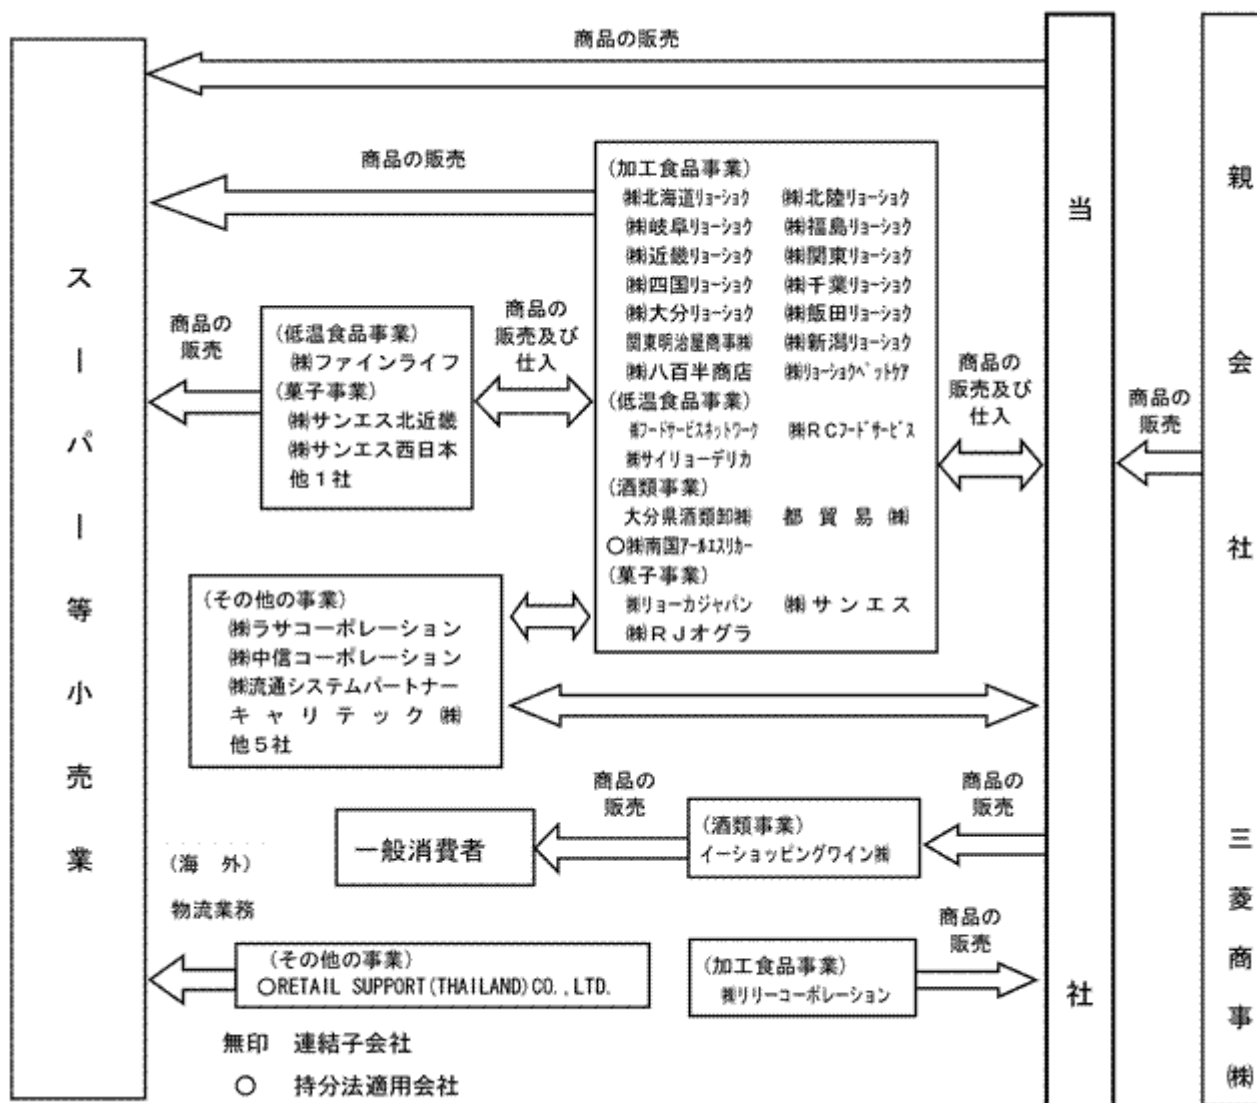 商品の販売
スーパー等小売業
当社
親会社 三菱商事㈱
商品の販売
(加工食品事業)
㈱北海道リョーショク ㈱北陸リョーショク
㈱岐阜リョーショク ㈱福島リョーショク
㈱近畿リョーショク ㈱関東リョーショク
㈱四国リョーショク ㈱千葉リョーショク
㈱大分リョーショク ㈱飯田リョーショク
関東明治屋商事㈱ ㈱新潟リョーショク
㈱八百半商店 ㈱リョーショクペットケア
(低温食品事業)
㈱フードサービスネットワーク ㈱RCフードサービス
㈱サイリョーデリカ
(酒類事業)
大分県酒類卸㈱ 都貿易㈱
○㈱南国アールエスリカー
(菓子事業)
㈱リョーカジャパン ㈱サンエス
㈱RJオグラ
商品の
販売
(低温食品事業)
㈱ファインライフ
(菓子事業)
㈱サンエス北近畿
㈱サンエス西日本
他1社
商品の
販売及び
仕入
商品の
販売及び
仕入
商品の
販売
(その他の事業)
㈱ラサコーポレーション
㈱中信コーポレーション
㈱流通システムパートナー
キャリテック㈱
他5社
商品の
販売
商品の
販売
一般消費者
(酒類事業)
イーショッピングワイン㈱
(海 外)
物流業務
(その他の事業)
○RETAIL SUPPORT(THAILAND)CO.,LTD.
商品の
販売
(加工食品事業)
㈱リリーコーポレーション
無印 連結子会社
○ 持分法適用会社